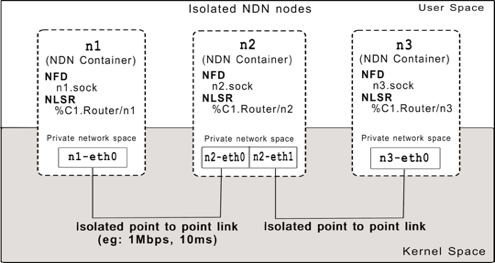 Isolated NDN nodes
User Space
n1
(NDN Container)
NFD
n1.sock
NLSR
%C1.Router/n1
Private network space
n1-eth0
n2
(NDN Container)
NFD
n2.sock
NLSR
%C1.Router/n2
Private network space
n2-eth0
n2-eth1
n3
(NDN Container)
NFD
n3.sock
NLSR
%C1.Router/n3
Private network space
n3-eth0
Isolated point to point link
(eg: 1Mbps, 10ms)
Isolated point to point link
Kernel Space